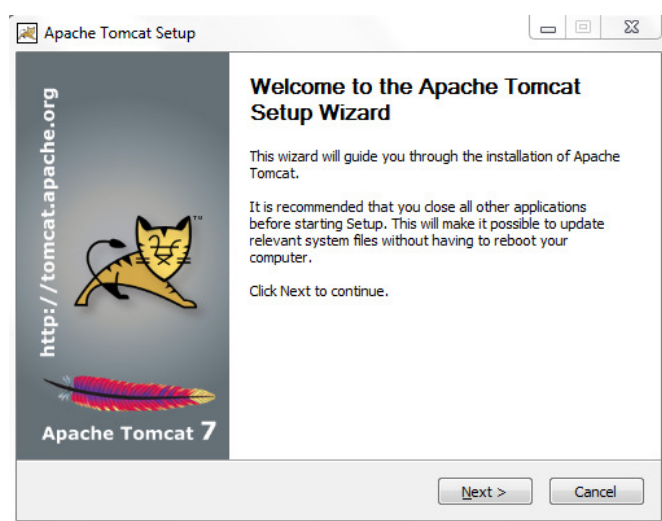 Apache Tomcat Setup
http://tomcat.apache.org
TM
Apache Tomcat 7
Welcome to the Apache Tomcat
Setup Wizard
This wizard will guide you through the installation of Apache
Tomcat.
It is recommended that you close all other applications
before starting Setup. This will make it possible to update
relevant system files without having to reboot your
computer.
Click Next to continue.
Next >
Cancel